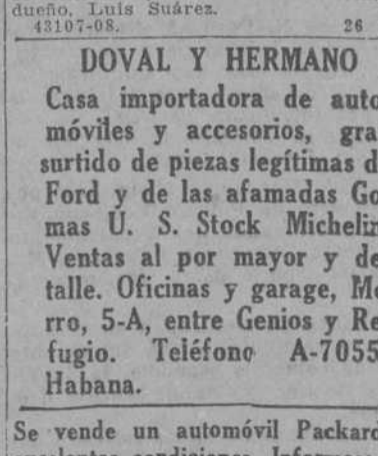 dueño, Luis Suárez.
43107-08. 26
DOVAL Y HERMANO
Casa importadora de auto
móviles y accesorios, gra
surtido de piezas legítimas d
Ford y de las afamadas Go
mas U. S. Stock Michelin
Ventas al por mayor y de
talle. Oficinas y garage, Mo
rro, 5-A, entre Genios y Re
fugio. Teléfono A-7055
Habana.
Se vende un automóvil Packard